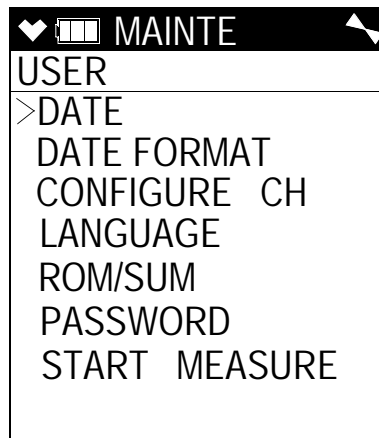 MAINTE
USER
>DATE
DATE FORMAT
CONFIGURE CH
LANGUAGE
ROM/SUM
PASSWORD
START MEASURE